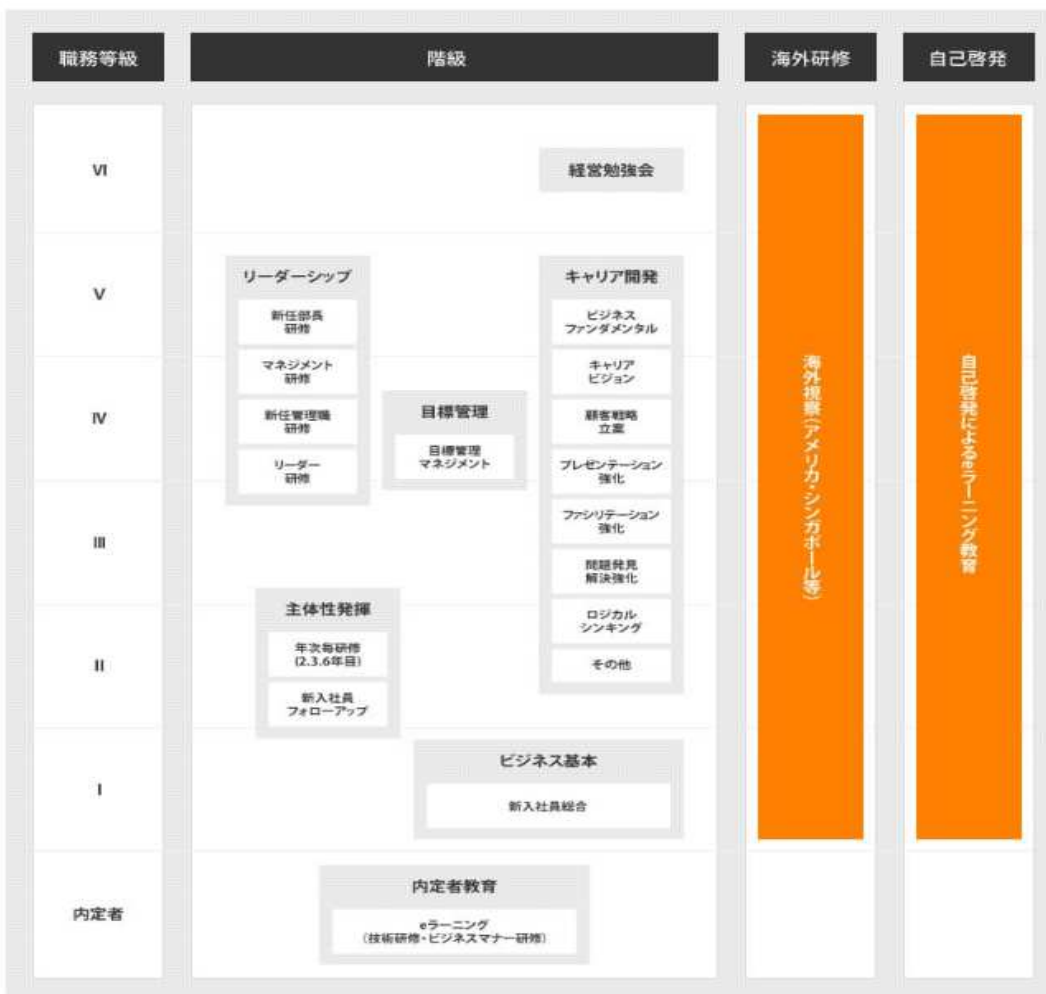 職務等級
階級
海外研修
自己啓発
VI
経営勉強会
V
リーダーシップ
新任部長
研修
マネジメント
研修
新任管理職
研修
リーダー
研修
キャリア開発
ビジネス
ファンダメンタル
キャリア
ビジョン
顧客戦略
立案
プレゼンテーション
強化
ファシリテーション
強化
問題発見
解決強化
ロジカル
シンキング
その他
IV
目標管理
目標管理
マネジメント
III
主体性発揮
年次毎研修
(2.3.6年目)
新入社員
フォローアップ
II
I
ビジネス基本
新入社員総合
内定者
内定者教育
eラーニング
(技術研修・ビジネスマナー研修)
海外視察(アメリカ・シンガポール等)
自己啓発によるeラーニング教育